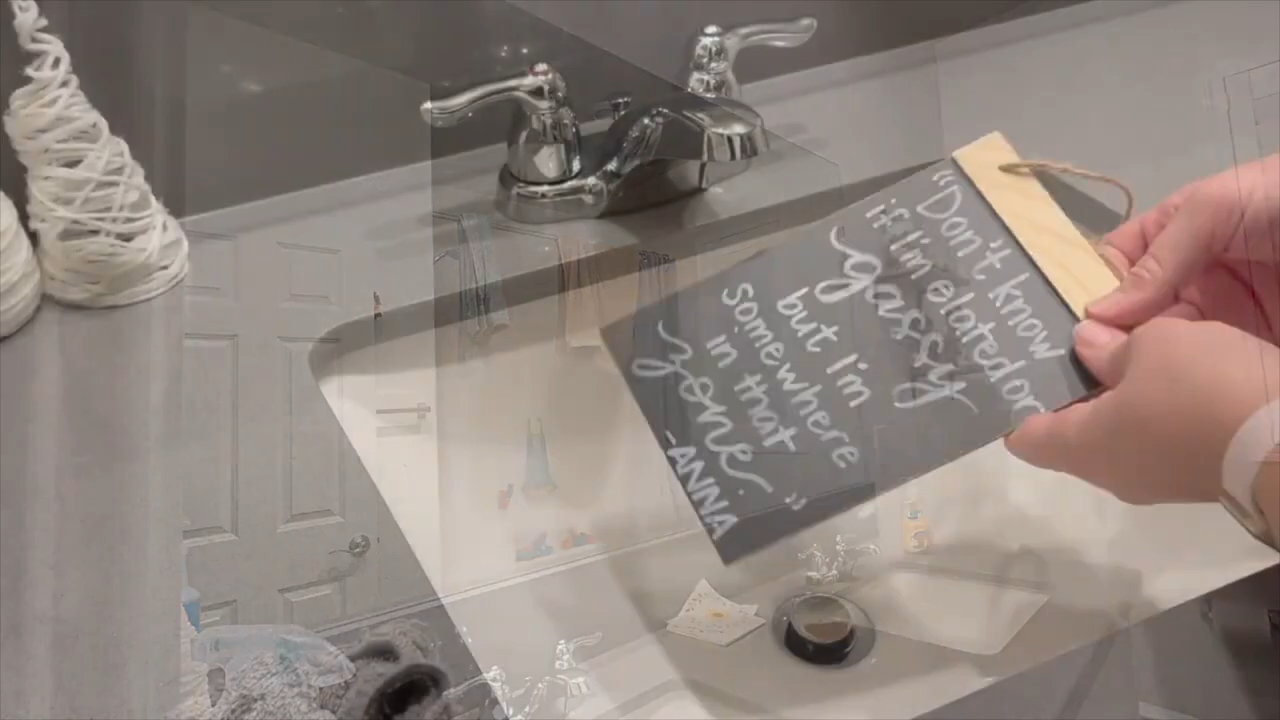 "Don't know
if I'm elated or
gassy
but I'm
somewhere
in that
zone."
-ANNA